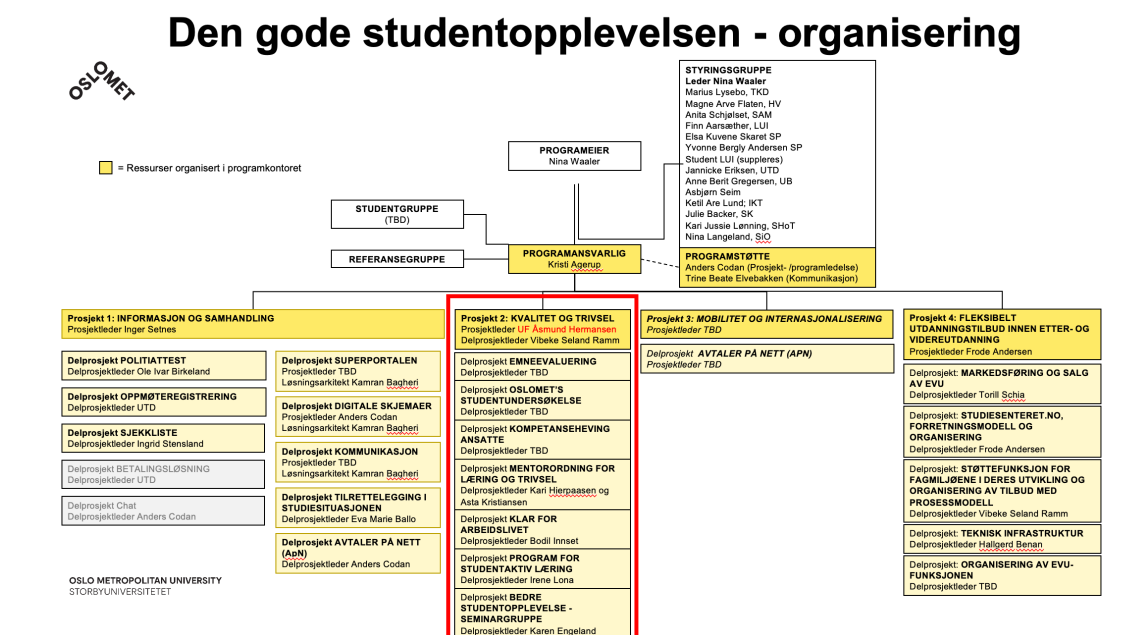 Den gode studentopplevelsen - organisering
OSLOMET
= Ressurser organisert i programkontoret
STYRINGSGRUPPE
Leder Nina Waaler
Marius Lysebo, TKD
Magne Arve Flaten, HV
Anita Schjølset, SAM
Finn Aarsæther, LUI
Elsa Kuvene Skaret SP
Yvonne Bergly Andersen SP
Student LUI (suppleres)
Jannicke Eriksen, UTD
Anne Berit Gregersen, UB
Asbjørn Seim
Ketil Are Lund; IKT
Julie Backer, SK
Kari Jussie Lønning, SHoT
Nina Langeland, SiO
PROGRAMEIER
Nina Waaler
STUDENTGRUPPE
(TBD)
REFERANSEGRUPPE
PROGRAMANSVARLIG
Kristi Agerup
PROGRAMSTØTTE
Anders Codan (Prosjekt- /programledelse)
Trine Beate Elvebakken (Kommunikasjon)
Prosjekt 1: INFORMASJON OG SAMHANDLING
Prosjektleder Inger Setnes
Delprosjekt POLITIATTEST
Delprosjektleder Ole Ivar Birkeland
Delprosjekt OPPMØTEREGISTRERING
Delprosjektleder UTD
Delprosjekt SJEKKLISTE
Delprosjektleder Ingrid Stensland
Delprosjekt BETALINGSLØSNING
Delprosjektleder UTD
Delprosjekt Chat
Delprosjektleder Anders Codan
Delprosjekt SUPERPORTALEN
Prosjektleder TBD
Løsningsarkitekt Kamran Bagheri
Delprosjekt DIGITALE SKJEMAER
Prosjektleder Anders Codan
Løsningsarkitekt Kamran Bagheri
Delprosjekt KOMMUNIKASJON
Prosjektleder TBD
Løsningsarkitekt Kamran Bagheri
Delprosjekt TILRETTELEGGING I
STUDIESITUASJONEN
Delprosjektleder Eva Marie Ballo
Delprosjekt AVTALER PÅ NETT
(ApN)
Delprosjektleder Anders Codan
Prosjekt 2: KVALITET OG TRIVSEL
Prosjektleder UF Åsmund Hermansen
Delprosjektleder Vibeke Seland Ramm
Delprosjekt EMNEEVALUERING
Delprosjektleder TBD
Delprosjekt OSLOMET'S
STUDENTUNDERSØKELSE
Delprosjektleder TBD
Delprosjekt KOMPETANSEHEVING
ANSATTE
Delprosjektleder TBD
Delprosjekt MENTORORDNING FOR
LÆRING OG TRIVSEL
Delprosjektleder Kari Hierpaasen og
Asta Kristiansen
Delprosjekt KLAR FOR
ARBEIDSLIVET
Delprosjektleder Bodil Innset
Delprosjekt PROGRAM FOR
STUDENTAKTIV LÆRING
Delprosjektleder Irene Lona
Delprosjekt BEDRE
STUDENTOPPLEVELSE -
SEMINARGRUPPE
Delprosjektleder Karen Engeland
Prosjekt 3: MOBILITET OG INTERNASJONALISERING
Prosjektleder TBD
Delprosjekt AVTALER PÅ NETT (APN)
Prosjektleder TBD
Prosjekt 4: FLEKSIBELT
UTDANNINGSTILBUD INNEN ETTER- OG
VIDEREUTDANNING
Prosjektleder Frode Andersen
Delprosjekt: MARKEDSFØRING OG SALG
AV EVU
Delprosjektleder Torill Schia
Delprosjekt: STUDIESENTERET.NO,
FORRETNINGSMODELL OG
ORGANISERING
Delprosjektleder Frode Andersen
Delprosjekt: STØTTEFUNKSJON FOR
FAGMILJØENE I DERES UTVIKLING OG
ORGANISERING AV TILBUD MED
PROSESSMODELL
Delprosjektleder Vibeke Seland Ramm
Delprosjekt: TEKNISK INFRASTRUKTUR
Delprosjektleder Hallgerd Benan
Delprosjekt: ORGANISERING AV EVU-
FUNKSJONEN
Delprosjektleder TBD
OSLO METROPOLITAN UNIVERSITY
STORBYUNIVERSITETET